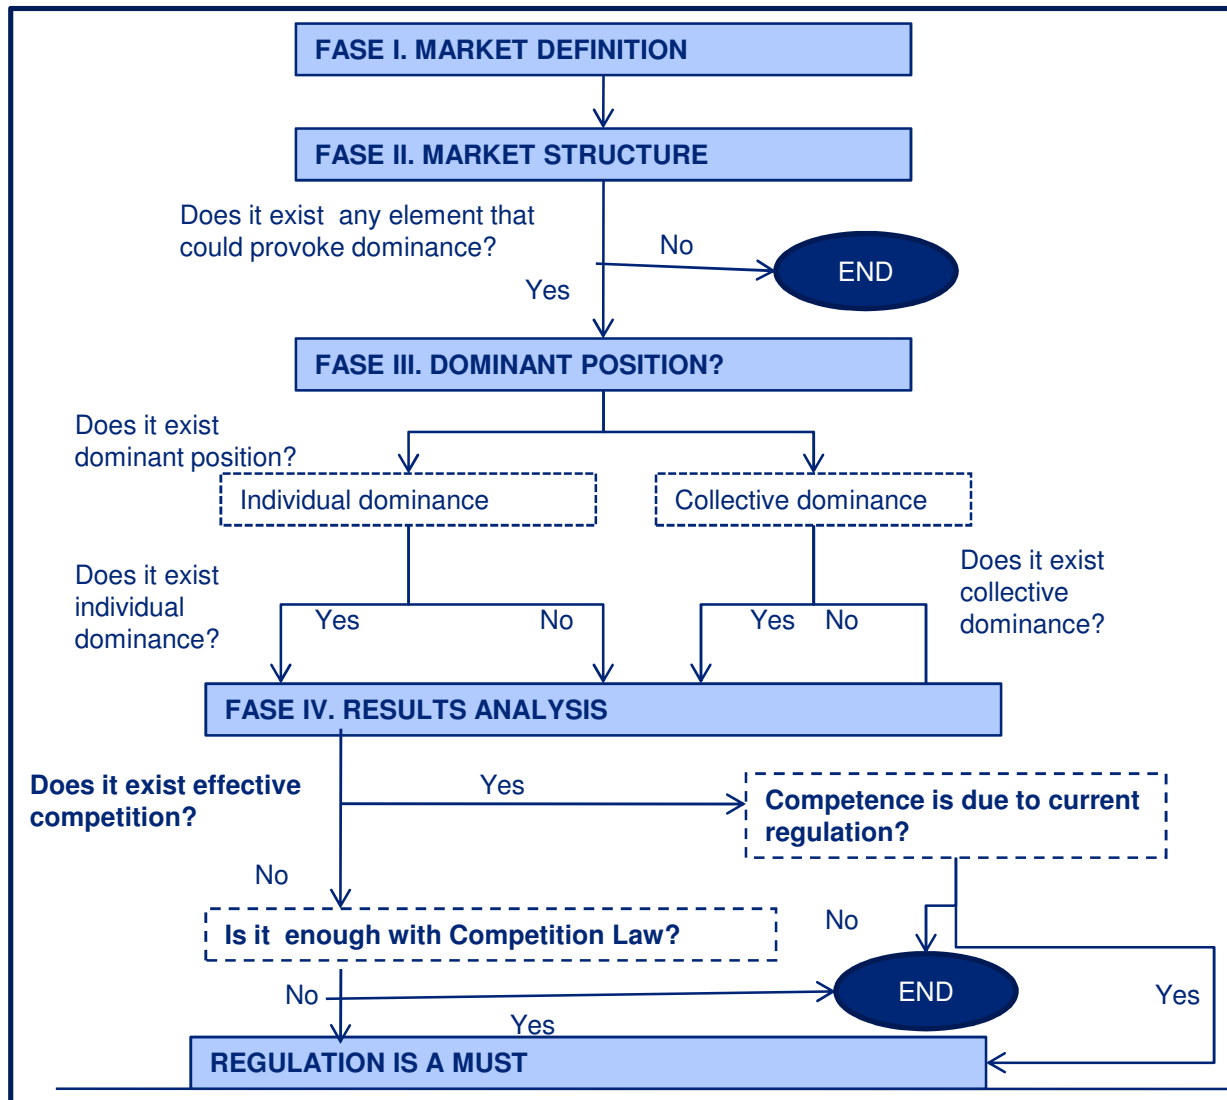 FASE I. MARKET DEFINITION
FASE II. MARKET STRUCTURE
Does it exist any element that
could provoke dominance?
No
END
Yes
FASE III. DOMINANT POSITION?
Does it exist
dominant position?
Individual dominance
Collective dominance
Does it exist
individual
dominance?
Yes
No
Yes
No
Does it exist
collective
dominance?
FASE IV. RESULTS ANALYSIS
Does it exist effective
competition?
Yes
Competence is due to current
regulation?
No
Is it enough with Competition Law?
No
END
No
Yes
Yes
REGULATION IS A MUST